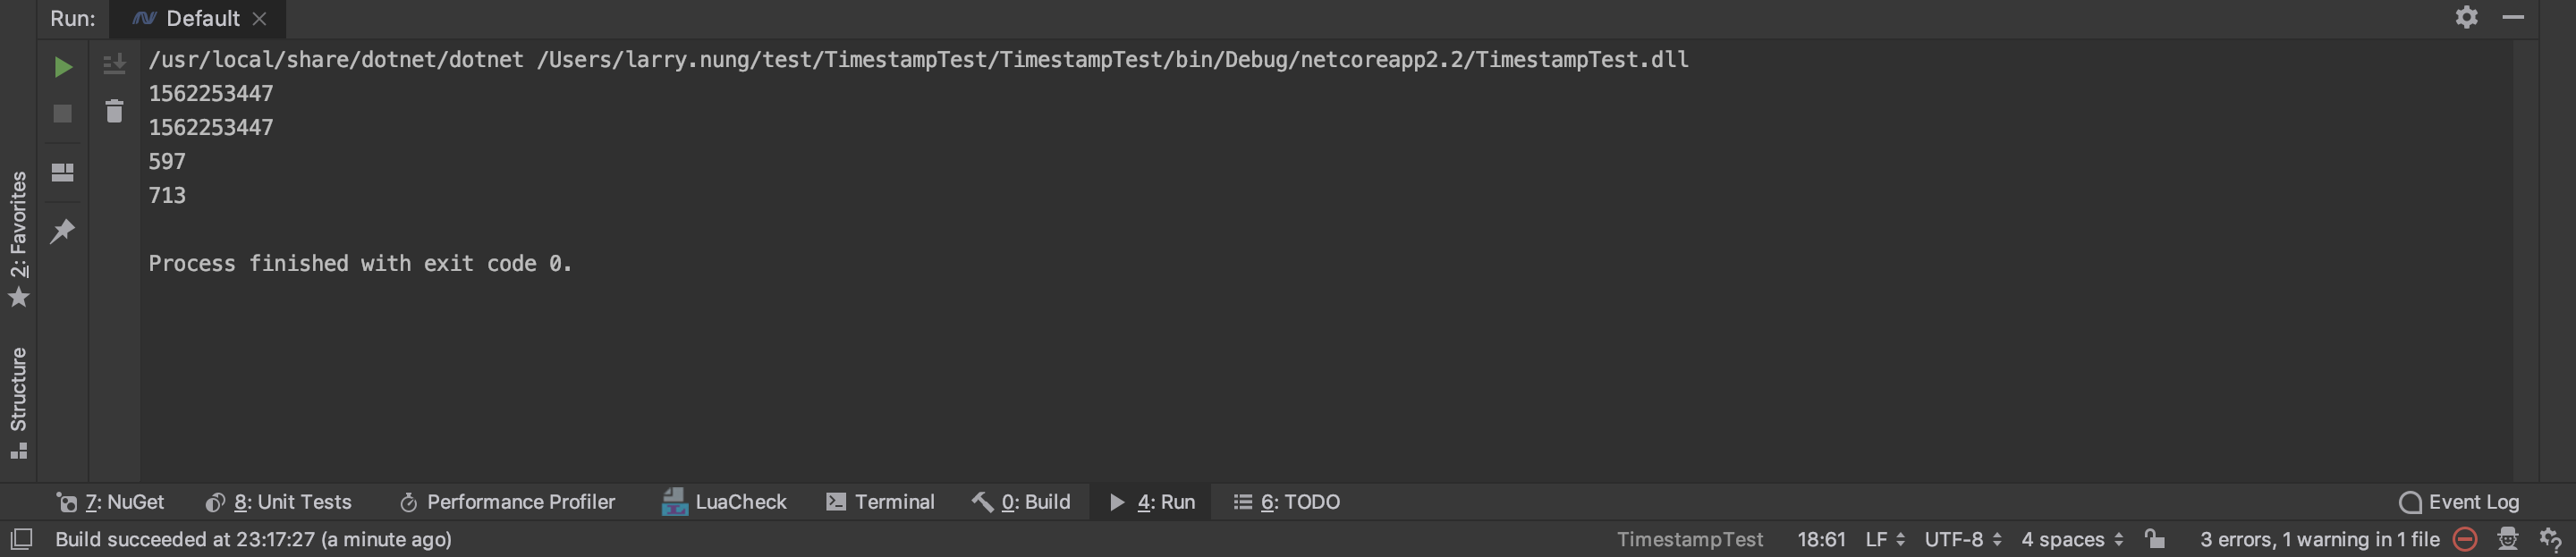 Run: Default
/usr/local/share/dotnet/dotnet /Users/larry.nung/test/TimestampTest/TimestampTest/bin/Debug/netcoreapp2.2/TimestampTest.dll
1562253447
1562253447
597
713
Process finished with exit code 0.
2: Favorites
Structure
7: NuGet 8: Unit Tests Performance Profiler LuaCheck Terminal 0: Build 4: Run 6: TODO Event Log
Build succeeded at 23:17:27 (a minute ago) TimestampTest 18:61 LF UTF-8 4 spaces 3 errors, 1 warning in 1 file